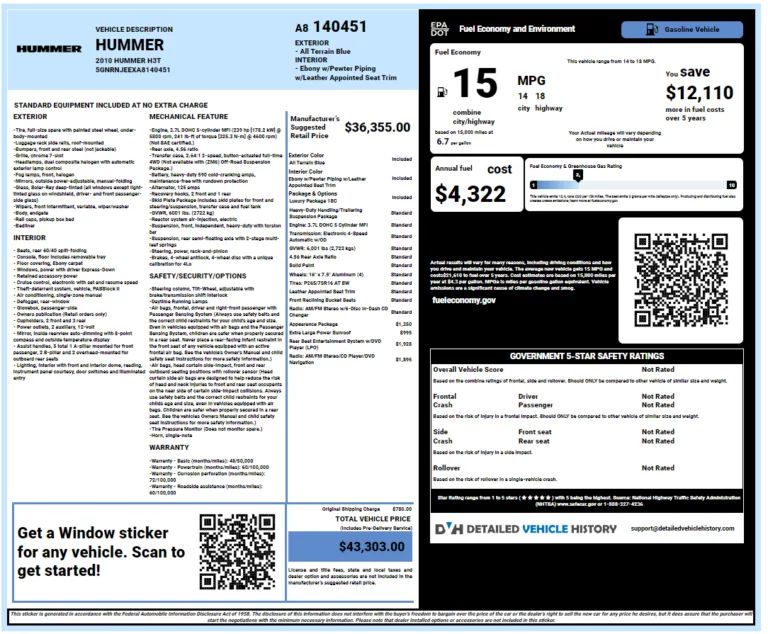 VEHICLE DESCRIPTION
HUMMER
HUMMER
2010 HUMMER H3T
5GNRNJEEXA8140451
A8 140451
EXTERIOR
- All Terrain Blue
INTERIOR
- Ebony w/Pewter Piping
w/Leather Appointed Seat Trim
STANDARD EQUIPMENT INCLUDED AT NO EXTRA CHARGE
EXTERIOR
-Tire, full-size spare with painted steel wheel, under-
body-mounted
-Luggage rack side rails, roof-mounted
-Bumpers, front and rear steel (not jackable)
-Grille, chrome 7-slot
-Headlamps, dual composite halogen with automatic
exterior lamp control
-Fog lamps, front, halogen
-Mirrors, outside power-adjustable, manual-folding
-Glass, Solar-Ray deep-tinted (all windows except light-
tinted glass on windshield, driver- and front passenger-
side glass)
-Wipers, front intermittent, variable, wiper/washer
-Body, endgate
-Rail caps, pickup box bed
-Bedliner
INTERIOR
- Seats, rear 60/40 split-folding
- Console, floor includes removable tray
- Floor covering, Ebony carpet
- Windows, power with driver Express-Down
- Retained accessory power
- Cruise control, electronic with set and resume speed
- Theft-deterrent system, vehicle, PASSlock II
- Air conditioning, single-zone manual
- Defogger, rear-window
- Glovebox, passenger-side
- Owners publication (Retail orders only)
- Cupholders, 2 front and 2 rear
- Power outlets, 2 auxiliary, 12-volt
- Mirror, inside rearview auto-dimming with 8-point
compass and outside temperature display
- Assist handles, 5 total 1 A-pillar mounted for front
passenger, 2 B-pillar and 2 overhead-mounted for
outboard rear seats
- Lighting, interior with front and interior dome, reading,
instrument panel courtesy, door switches and illuminated
entry
MECHANICAL FEATURE
-Engine, 3.7L DOHC 5-cylinder MFI (239 hp [178.2 kW] @
5800 rpm, 241 lb-ft of torque [325.3 N-m] @ 4600 rpm)
(Not SAE certified.)
-Rear axle, 4.56 ratio
-Transfer case, 2.64:1 2-speed, button-actuated full-time
4WD (Not available with (ZM6) Off-Road Suspension
Package.)
-Battery, heavy-duty 590 cold-cranking amps,
maintenance-free with rundown protection
-Alternator, 125 amps
-Recovery hooks, 2 front and 1 rear
-Skid Plate Package includes skid plates for front and
steering/suspension, transfer case and fuel tank
-GVWR, 6001 lbs. (2722 kg)
-Reactor system air-injection, electric
-Suspension, front, independent, heavy-duty with torsion
bar
-Suspension, rear semi-floating axle with 2-stage multi-
leaf springs
-Steering, power, rack-and-pinion
-Brakes, 4-wheel antilock, 4-wheel disc with a unique
calibration for 4Lo
SAFETY/SECURITY/OPTIONS
-Steering column, Tilt-Wheel, adjustable with
brake/transmission shift interlock
-Daytime Running Lamps
-Air bags, frontal, driver and right-front passenger with
Passenger Sensing System (Always use safety belts and
the correct child restraints for your child's age and size.
Even in vehicles equipped with air bags and the Passenger
Sensing System, children are safer when properly secured
in a rear seat. Never place a rear-facing infant restraint in
the front seat of any vehicle equipped with an active
frontal air bag. See the vehicle's Owners Manual and child
safety seat instructions for more safety information.)
-Air bags, head curtain side-impact, front and rear
outboard seating positions with rollover sensor (Head
curtain side air bags are designed to help reduce the risk
of head and neck injuries to front and rear seat occupants
on the near side of certain side-impact collisions. Always
use safety belts and the correct child restraints for your
childs age and size, even in vehicles equipped with air
bags. Children are safer when properly secured in a rear
seat. See the vehicles Owners Manual and child safety
seat instructions for more safety information.)
-Tire Pressure Monitor (Does not monitor spare.)
-Horn, single-note
WARRANTY
-Warranty - Basic (months/miles): 48/50,000
-Warranty - Powertrain (months/miles): 60/100,000
-Warranty - Corrosion perforation (months/miles):
72/100,000
-Warranty - Roadside assistance (months/miles):
60/100,000
Manufacturer's
Suggested
Retail Price
$36,355.00
Exterior Color
All Terrain Blue Included
Interior Color
Ebony w/Pewter Piping w/Leather
Appointed Seat Trim Included
Package & Options
Luxury Package 1SC Included
Heavy-Duty Handling/Trailering
Suspension Package Standard
Engine: 3.7L DOHC 5 Cylinder MFI Standard
Transmission: Electronic 4-Speed
Automatic w/OD Standard
GVWR: 6,001 lbs (2,722 kgs) Standard
4.56 Rear Axle Ratio Standard
Solid Paint Standard
Wheels: 16" x 7.5" Aluminum (4) Standard
Tires: P265/75R16 AT BW Standard
Leather Appointed Seat Trim Standard
Front Reclining Bucket Seats Standard
Radio: AM/FM Stereo w/6-Disc In-Dash CD
Changer Standard
Appearance Package $1,250
Extra Large Power Sunroof $995
Rear Seat Entertainment System w/DVD
Player (LPO) $1,928
Radio: AM/FM Stereo/CD Player/DVD
Navigation $1,995
Original Shipping Charge $780.00
TOTAL VEHICLE PRICE
(Includes Pre-Delivery Service)
$43,303.00
License and title fees, state and local taxes and
dealer option and accessories are not included in the
manufacturer's suggested retail price.
Get a Window sticker
for any vehicle. Scan to
get started!
EPA
DOT
Fuel Economy and Environment
Gasoline Vehicle
Fuel Economy
This vehicle range from 14 to 18 MPG.
15
MPG
14 18
city highway
combine
city/highway
based on 15,000 miles at
6.7 per gallon
Your Actual mileage will vary depending
on how you drive and maintain your
vehicle.
You save
$12,110
more in fuel costs
over 5 years
Annual fuel cost
$4,322
Fuel Economy & Greenhouse Gas Rating
1
10
Actual results will vary for many reasons, including driving conditions and how
you drive and maintain your vehicle. The average new vehicle gets 15 MPG and
costs$21,610 to fuel over 5 years. Cost estimates are based on 15,000 miles per
year at $4.3 per gallon. MPGe is miles per gasoline gallon equivalent. Vehicle
emissions are a significant cause of climate change and smog.
fueleconomy.gov
GOVERNMENT 5-STAR SAFETY RATINGS
Overall Vehicle Score Not Rated
Based on the combine ratings of frontal, side and rollover. Should ONLY be compared to other vehicle of similar size and weight.
Frontal Driver Not Rated
Crash Passenger Not Rated
Based on the risk of injury in a frontal impact. Should ONLY be compared to other vehicle of similar size and weight.
Side Front seat Not Rated
Crash Rear seat Not Rated
Based on the risk of injury in a side impact.
Rollover Not Rated
Based on the risk of rollover in a single-vehicle crash.
Star Rating range from 1 to 5 stars (★★★★★) with 5 being the highest. Source: National Highway Traffic Safety Administration
(NHTSA) www.safecar.gov or 1-888-327-4236
DVH DETAILED VEHICLE HISTORY
support@detailedvehiclehistory.com
This sticker is generated in accordance with the Federal Automobile Information Disclosure Act of 1958. The disclosure of this information does not interfere with the buyer's freedom to bargain over the price of the car or the dealer's right to sell the new car for any price he desires, but it does assure that the purchaser will
start the negotiations with the minimum necessary information. Please note that dealer installed options or accessories are not included in this sticker.